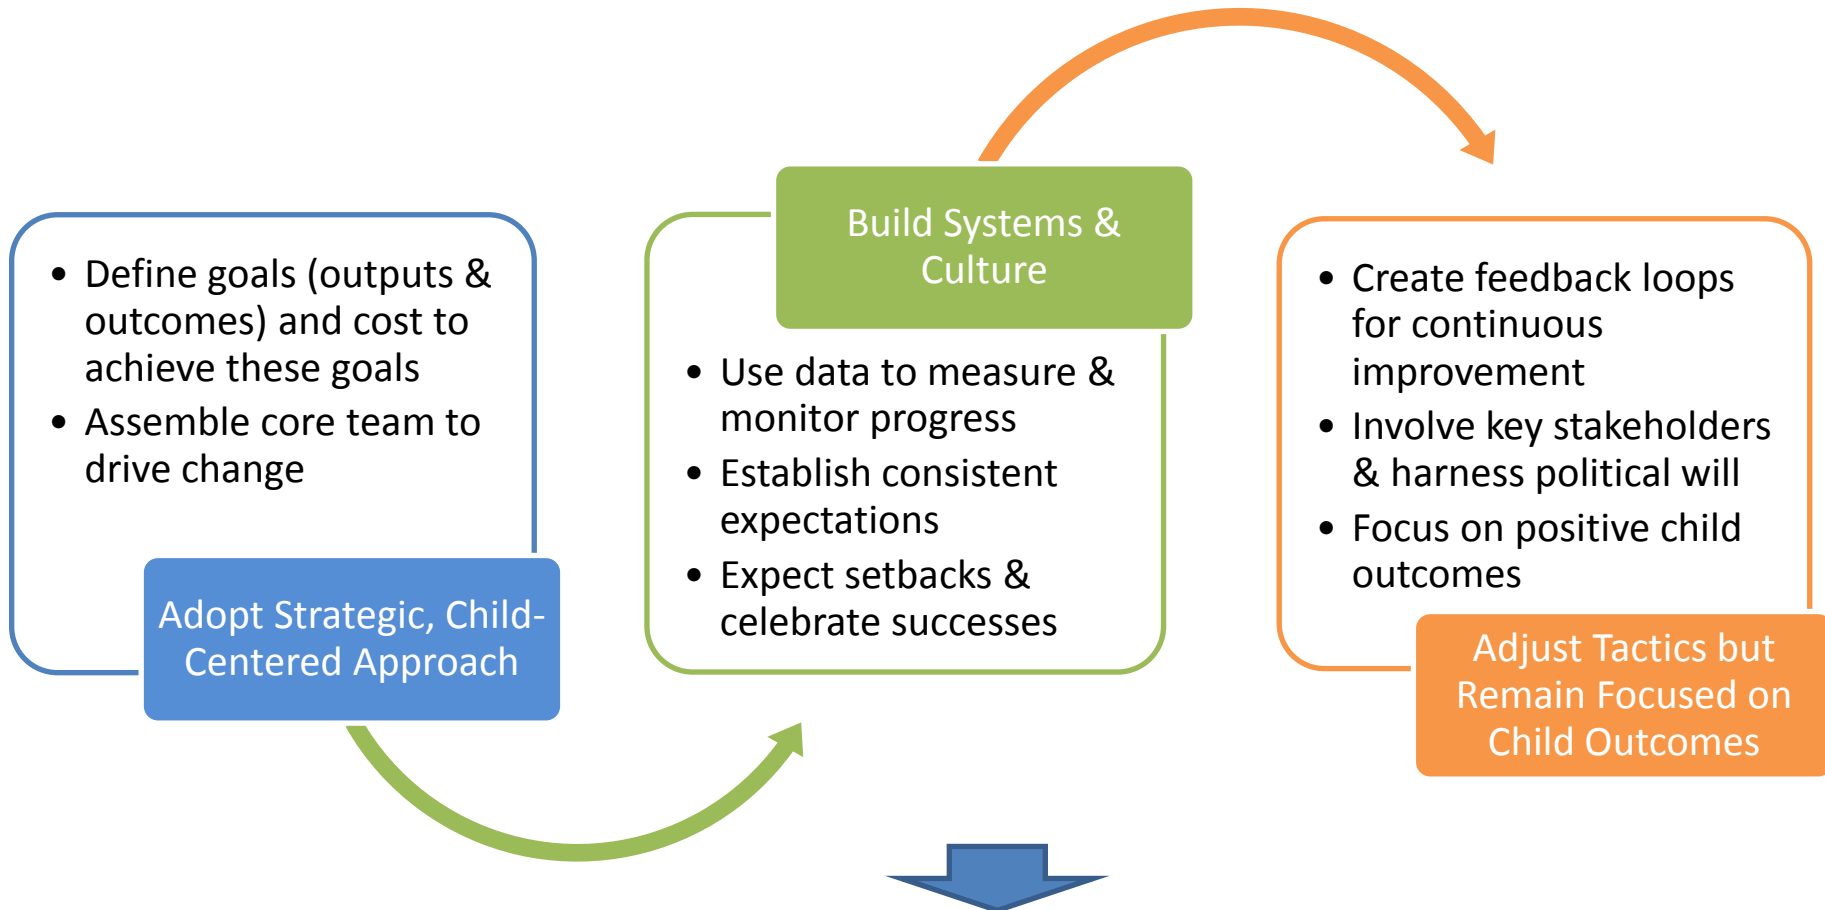 • Define goals (outputs &
outcomes) and cost to
achieve these goals
• Assemble core team to
drive change
Adopt Strategic, Child-
Centered Approach
Build Systems &
Culture
• Use data to measure &
monitor progress
• Establish consistent
expectations
• Expect setbacks &
celebrate successes
• Create feedback loops
for continuous
improvement
• Involve key stakeholders
& harness political will
• Focus on positive child
outcomes
Adjust Tactics but
Remain Focused on
Child Outcomes